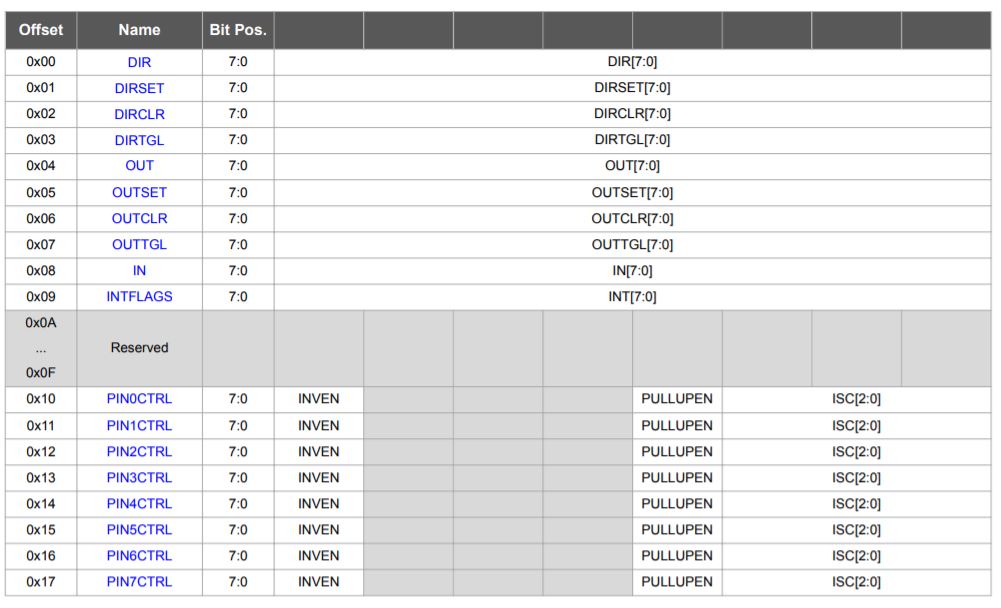 Offset Name Bit Pos.
0x00 DIR 7:0 DIR[7:0]
0x01 DIRSET 7:0 DIRSET[7:0]
0x02 DIRCLR 7:0 DIRCLR[7:0]
0x03 DIRTGL 7:0 DIRTGL[7:0]
0x04 OUT 7:0 OUT[7:0]
0x05 OUTSET 7:0 OUTSET[7:0]
0x06 OUTCLR 7:0 OUTCLR[7:0]
0x07 OUTTGL 7:0 OUTTGL[7:0]
0x08 IN 7:0 IN[7:0]
0x09 INTFLAGS 7:0 INT[7:0]
0x0A
... Reserved
0x0F
0x10 PIN0CTRL 7:0 INVEN PULLUPEN ISC[2:0]
0x11 PIN1CTRL 7:0 INVEN PULLUPEN ISC[2:0]
0x12 PIN2CTRL 7:0 INVEN PULLUPEN ISC[2:0]
0x13 PIN3CTRL 7:0 INVEN PULLUPEN ISC[2:0]
0x14 PIN4CTRL 7:0 INVEN PULLUPEN ISC[2:0]
0x15 PIN5CTRL 7:0 INVEN PULLUPEN ISC[2:0]
0x16 PIN6CTRL 7:0 INVEN PULLUPEN ISC[2:0]
0x17 PIN7CTRL 7:0 INVEN PULLUPEN ISC[2:0]